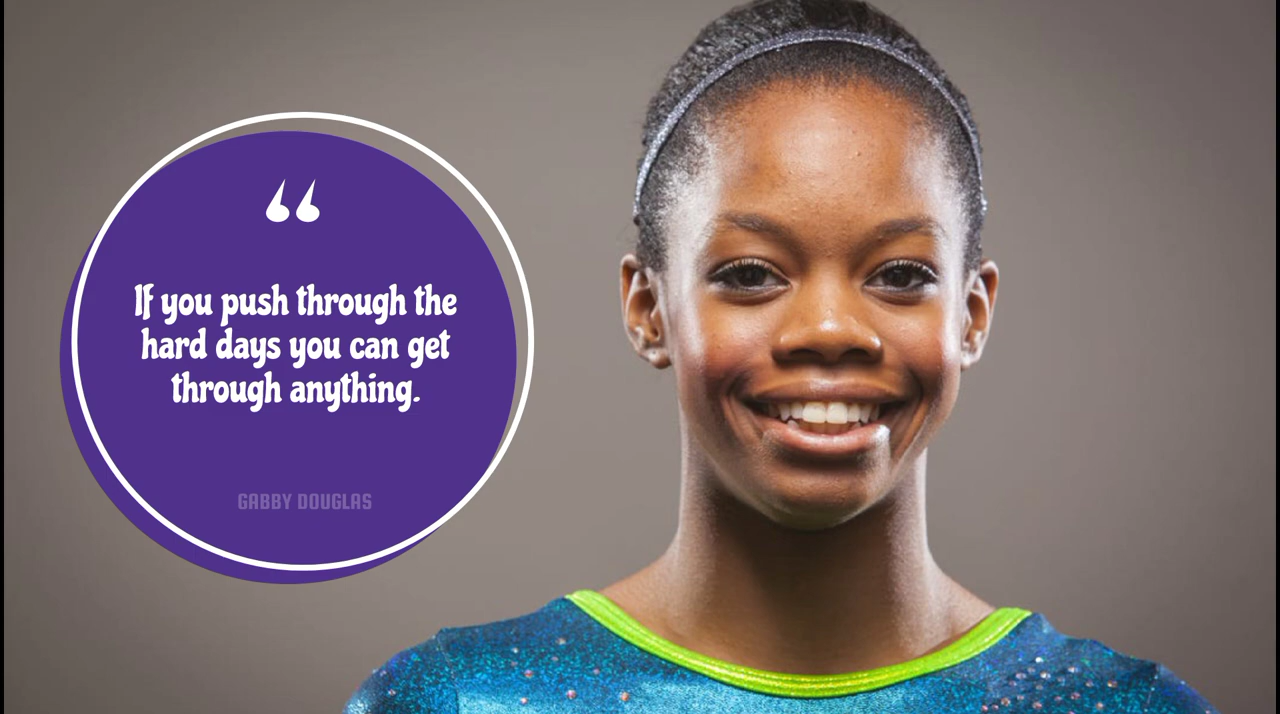 “
If you push through the
hard days you can get
through anything.
GABBY DOUGLAS